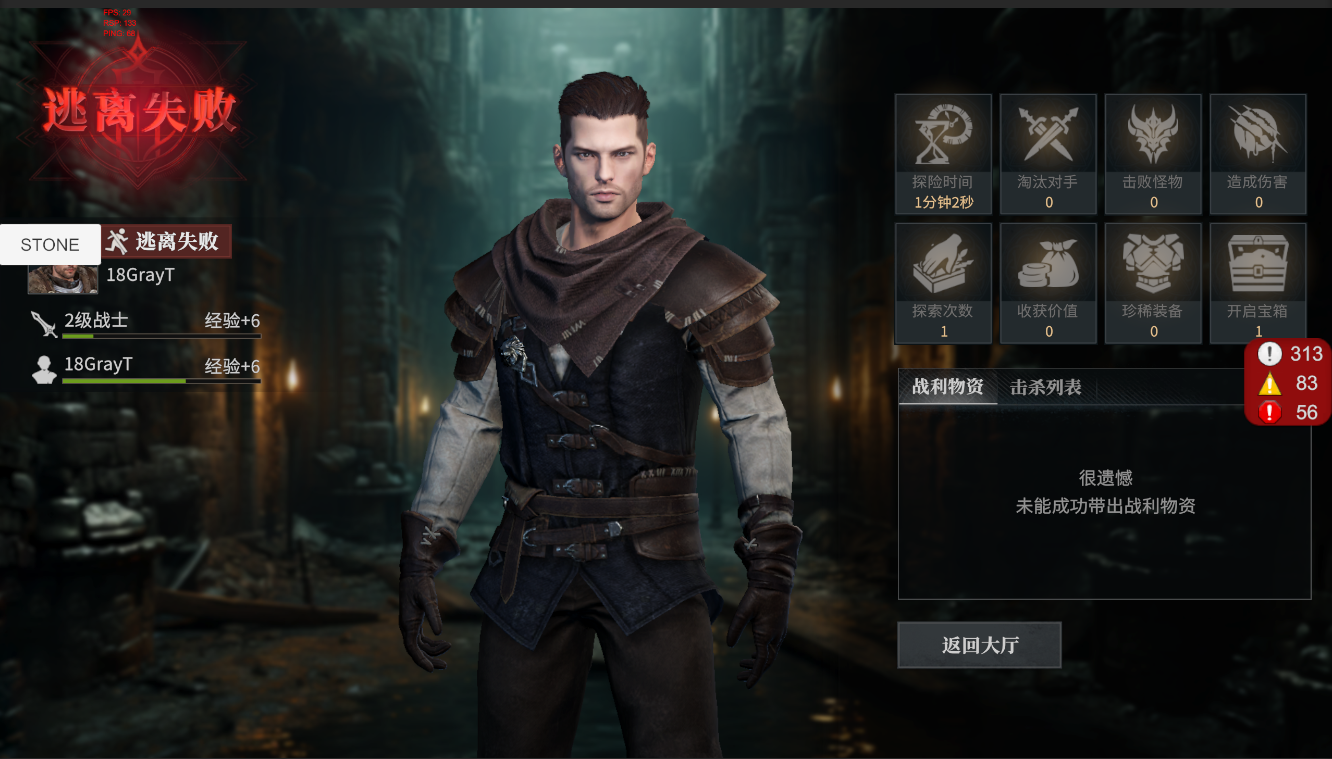 FPS: 29
PING: 68
逃离失败
STONE
逃离失败
18GrayT
2级战士
经验+6
18GrayT
经验+6
探险时间
1分钟2秒
淘汰对手
0
击败怪物
0
造成伤害
0
探索次数
1
收获价值
0
珍稀装备
0
开启宝箱
1
313
83
56
战利物资
击杀列表
很遗憾
未能成功带出战利物资
返回大厅